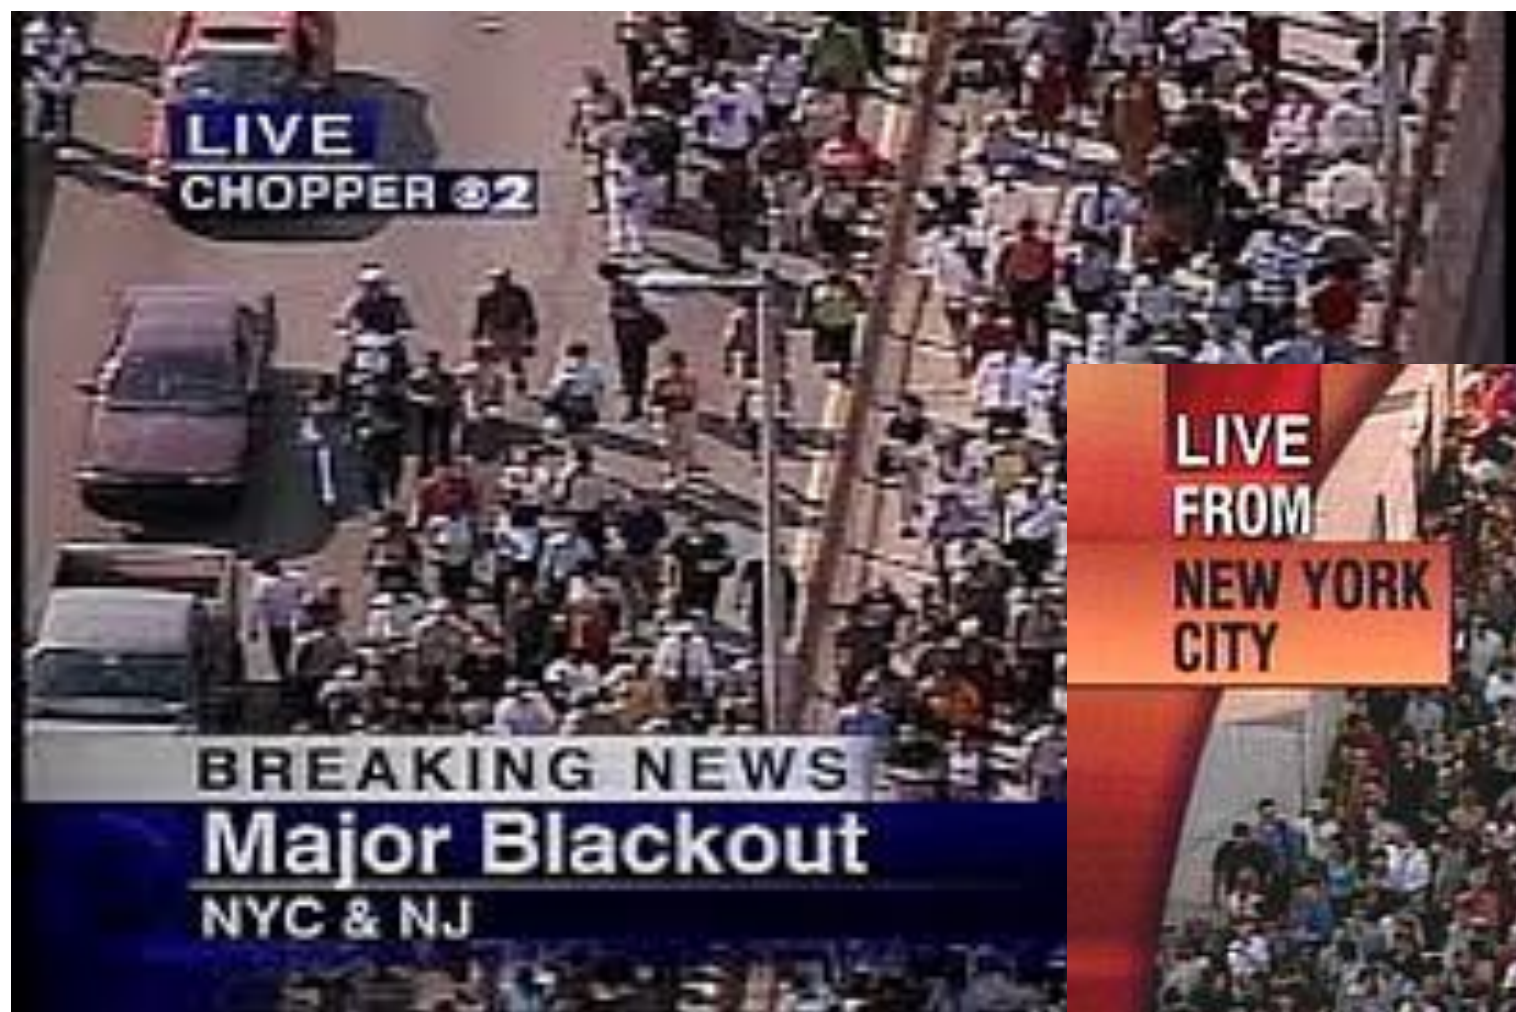 LIVE
CHOPPER 2
BREAKING NEWS
Major Blackout
NYC & NJ
LIVE
FROM
NEW YORK
CITY